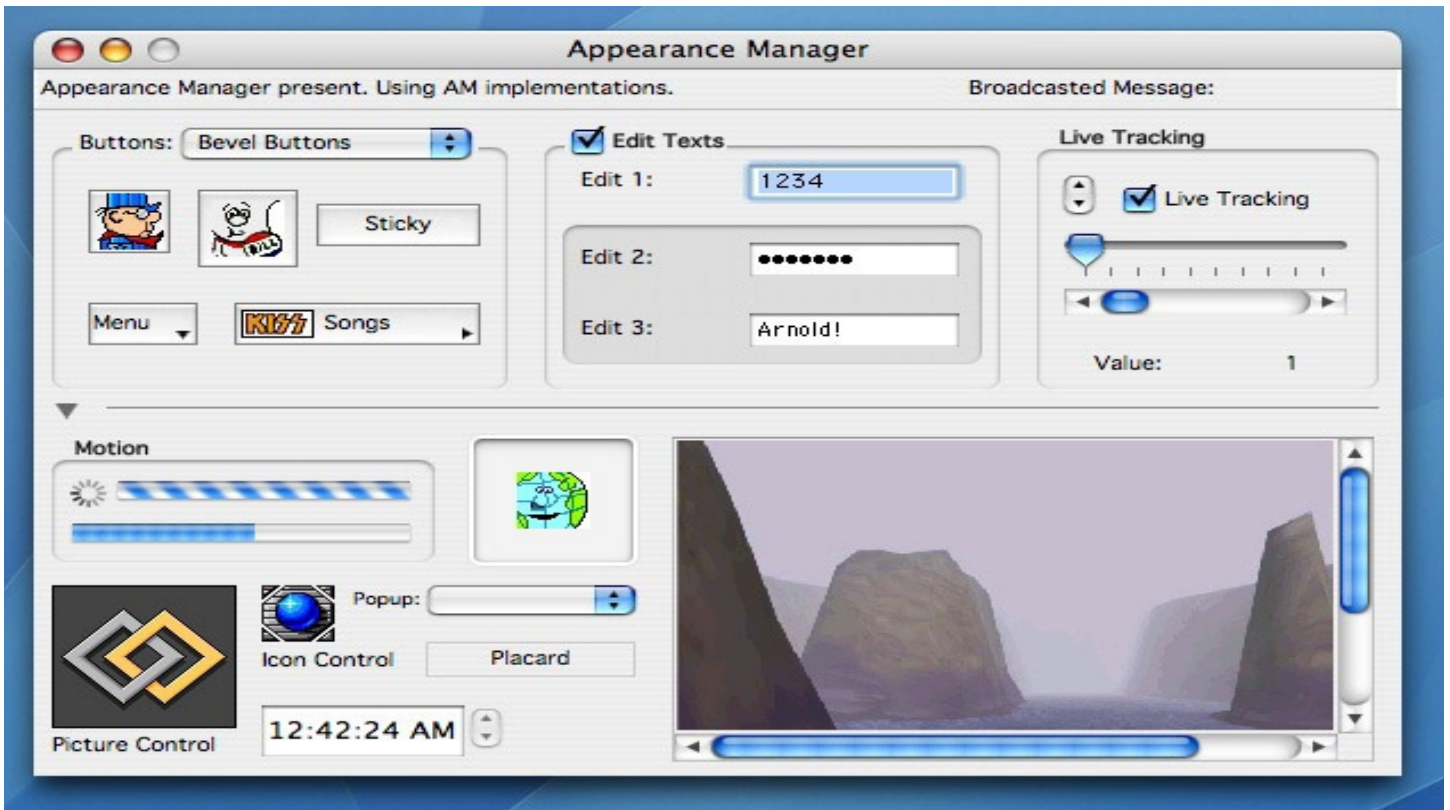 Appearance Manager
Appearance Manager present. Using AM implementations.
Broadcasted Message:
Buttons: Bevel Buttons
BILL
Sticky
Menu
KISS Songs
Edit Texts
Edit 1: 1234
Edit 2: •••••••
Edit 3: Arnold!
Live Tracking
Live Tracking
Value: 1
Motion
Popup:
Icon Control
Placard
Picture Control
12:42:24 AM